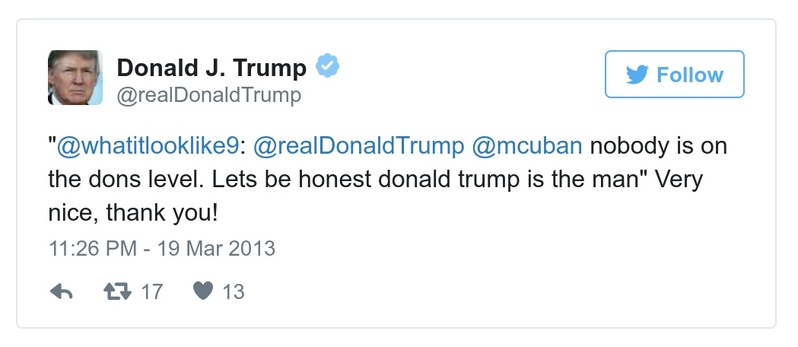 Donald J. Trump
@realDonaldTrump
Follow
"@whatitlooklike9: @realDonaldTrump @mcuban nobody is on
the dons level. Lets be honest donald trump is the man" Very
nice, thank you!
11:26 PM - 19 Mar 2013
17 13